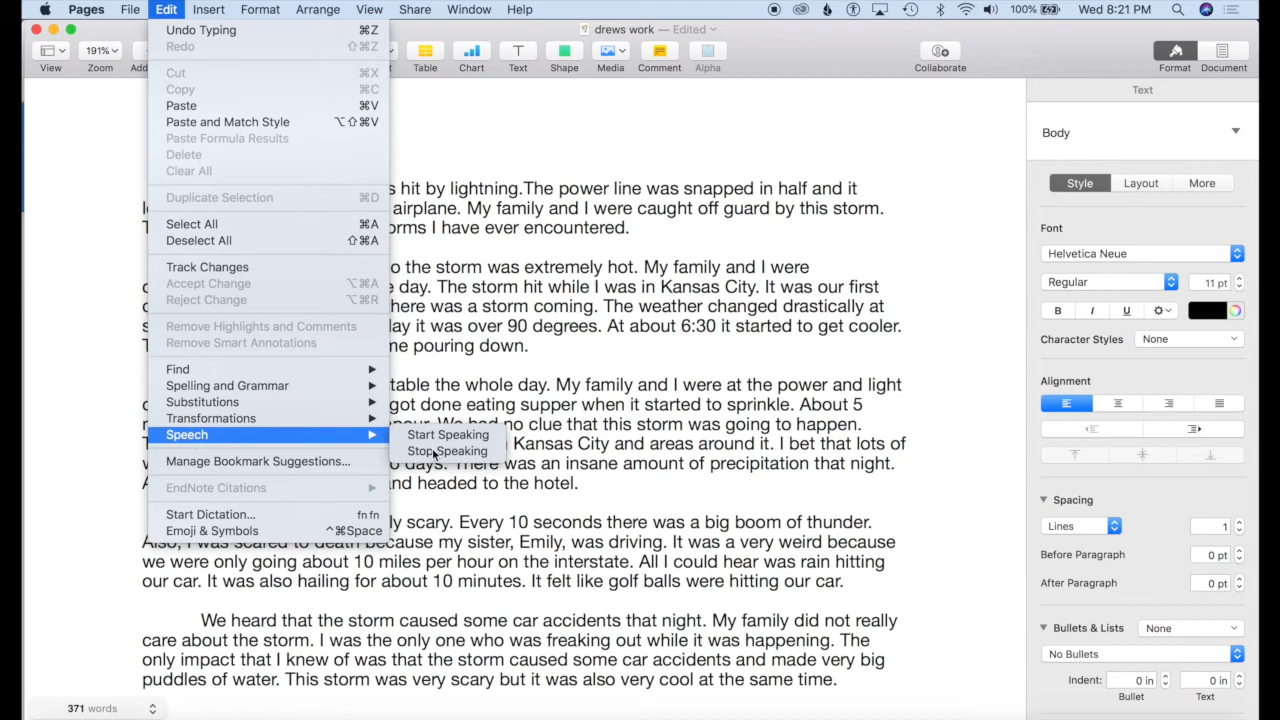 Pages File Edit Insert Format Arrange View Share Window Help 100% Wed 8:21 PM
drews work — Edited
191%
View Zoom Add Table Chart Text Shape Media Comment Alpha Collaborate Format Document
Undo Typing ⌘Z
Redo ⇧⌘Z
Cut ⌘X
Copy ⌘C
Paste ⌘V
Paste and Match Style ⌥⇧⌘V
Paste Formula Results
Delete
Clear All
Duplicate Selection ⌘D
Select All ⌘A
Deselect All ⇧⌘A
Track Changes
Accept Change ⌥⌘A
Reject Change ⌥⌘R
Remove Highlights and Comments
Remove Smart Annotations
Find
Spelling and Grammar
Substitutions
Transformations
Speech
Start Speaking
Stop Speaking
Manage Bookmark Suggestions...
EndNote Citations
Start Dictation... fn fn
Emoji & Symbols ^⌘Space
hit by lightning.The power line was snapped in half and it
airplane. My family and I were caught off guard by this storm.
I have ever encountered.
the storm was extremely hot. My family and I were
day. The storm hit while I was in Kansas City. It was our first
there was a storm coming. The weather changed drastically at
it was over 90 degrees. At about 6:30 it started to get cooler.
pouring down.
the whole day. My family and I were at the power and light
got done eating supper when it started to sprinkle. About 5
We had no clue that this storm was going to happen.
Kansas City and areas around it. I bet that lots of
days. There was an insane amount of precipitation that night.
and headed to the hotel.
scary. Every 10 seconds there was a big boom of thunder.
Also, I was scared to death because my sister, Emily, was driving. It was a very weird because
we were only going about 10 miles per hour on the interstate. All I could hear was rain hitting
our car. It was also hailing for about 10 minutes. It felt like golf balls were hitting our car.
We heard that the storm caused some car accidents that night. My family did not really
care about the storm. I was the only one who was freaking out while it was happening. The
only impact that I knew of was that the storm caused some car accidents and made very big
puddles of water. This storm was very scary but it was also very cool at the same time.
371 words
Text
Body
Style Layout More
Font
Helvetica Neue
Regular 11 pt
B I U
Character Styles None
Alignment
Spacing
Lines 1
Before Paragraph 0 pt
After Paragraph 0 pt
Bullets & Lists None
No Bullets
Indent: 0 in 0 in
Bullet Text